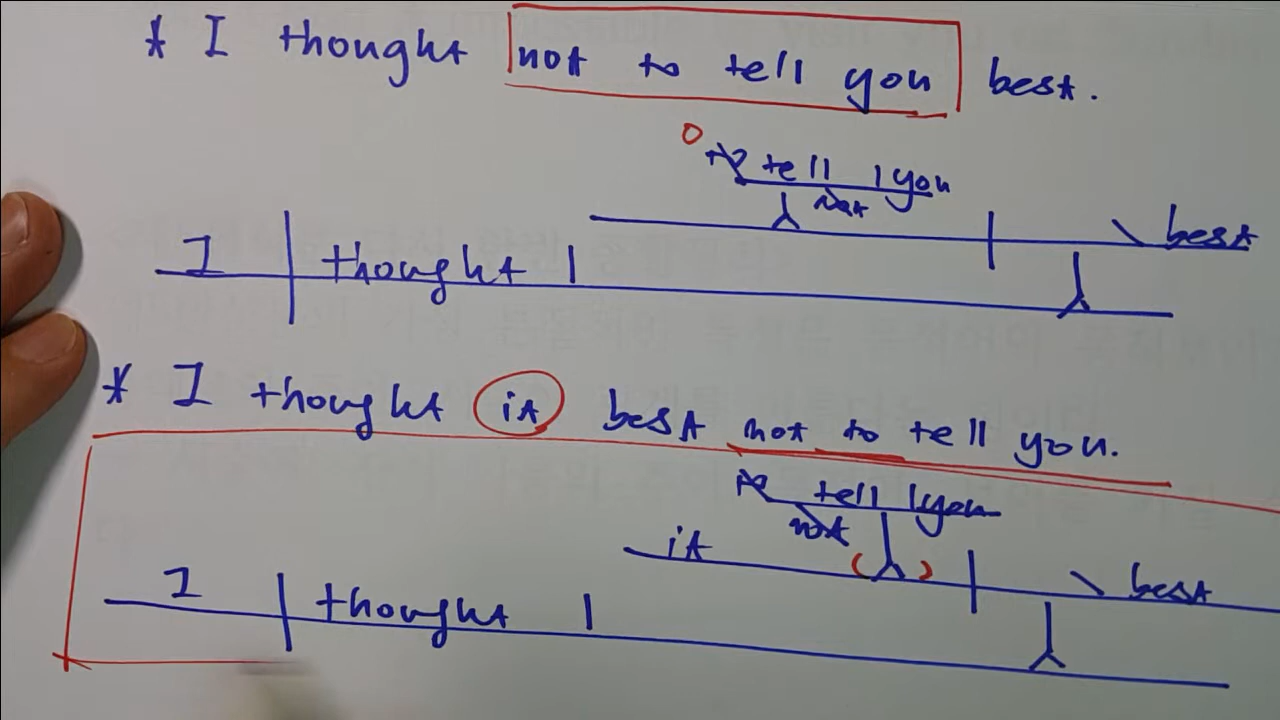 * I thought not to tell you best.
to tell you
not
best
I thought
* I thought it best not to tell you.
to tell you
not
it
best
I thought